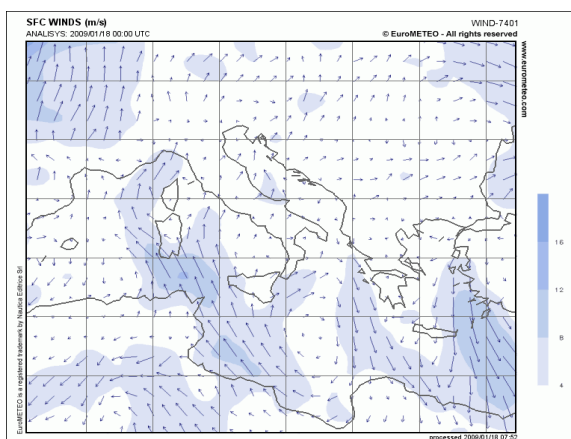 SFC WINDS (m/s)
WIND-7401
ANALISYS: 2009/01/18 00:00 UTC
© EuroMETEO - All rights reserved
www.eurometeo.com
EuroMETEO is a registered trademark by Nautica Editrice Srl
16
12
8
4
processed 2009/01/18 07:52